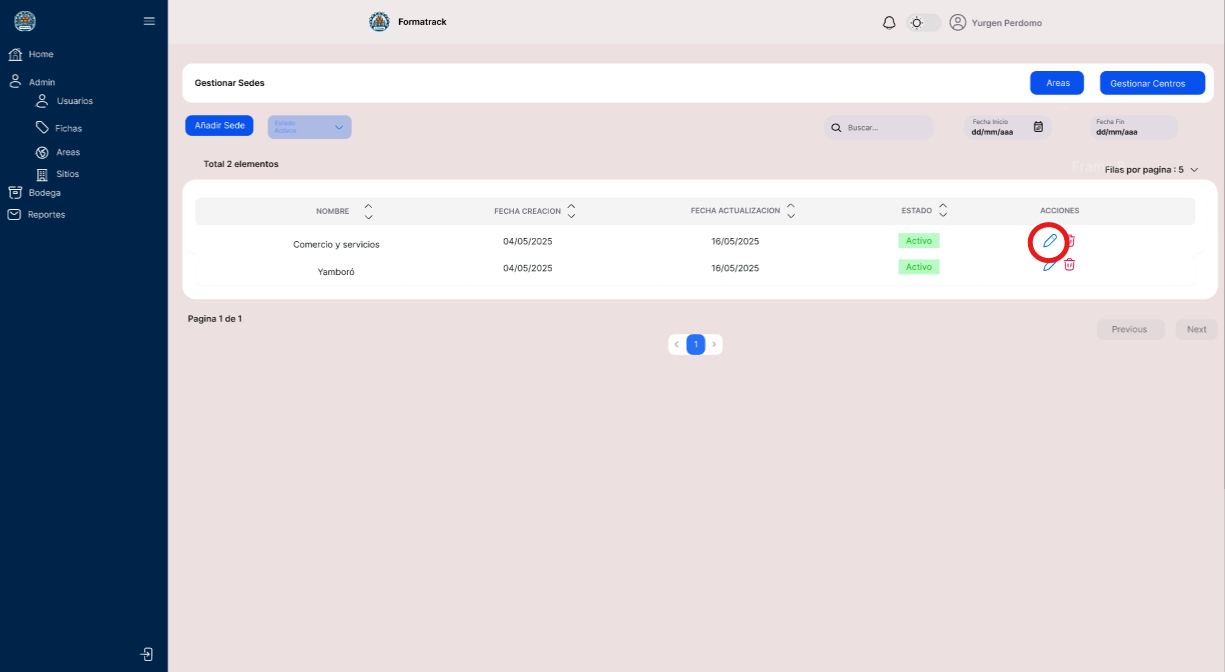 Formatrack
Yurgen Perdomo
Home
Admin
Usuarios
Fichas
Areas
Sitios
Bodega
Reportes
Gestionar Sedes
Areas
Gestionar Centros
Añadir Sede
Estado
Activos
Buscar...
Fecha Inicio
dd/mm/aaa
Fecha Fin
dd/mm/aaa
Total 2 elementos
Filas por pagina : 5
NOMBRE FECHA CREACION FECHA ACTUALIZACION ESTADO ACCIONES
Comercio y servicios 04/05/2025 16/05/2025 Activo
Yamboró 04/05/2025 16/05/2025 Activo
Pagina 1 de 1
Previous Next
< 1 >